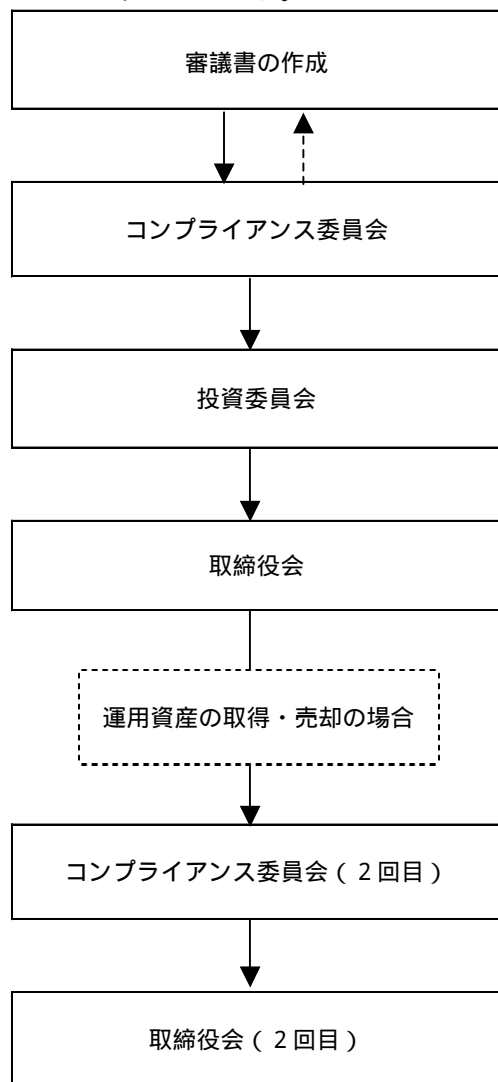 審議書の作成
コンプライアンス委員会
投資委員会
取締役会
運用資産の取得・売却の場合
コンプライアンス委員会（２回目）
取締役会（２回目）